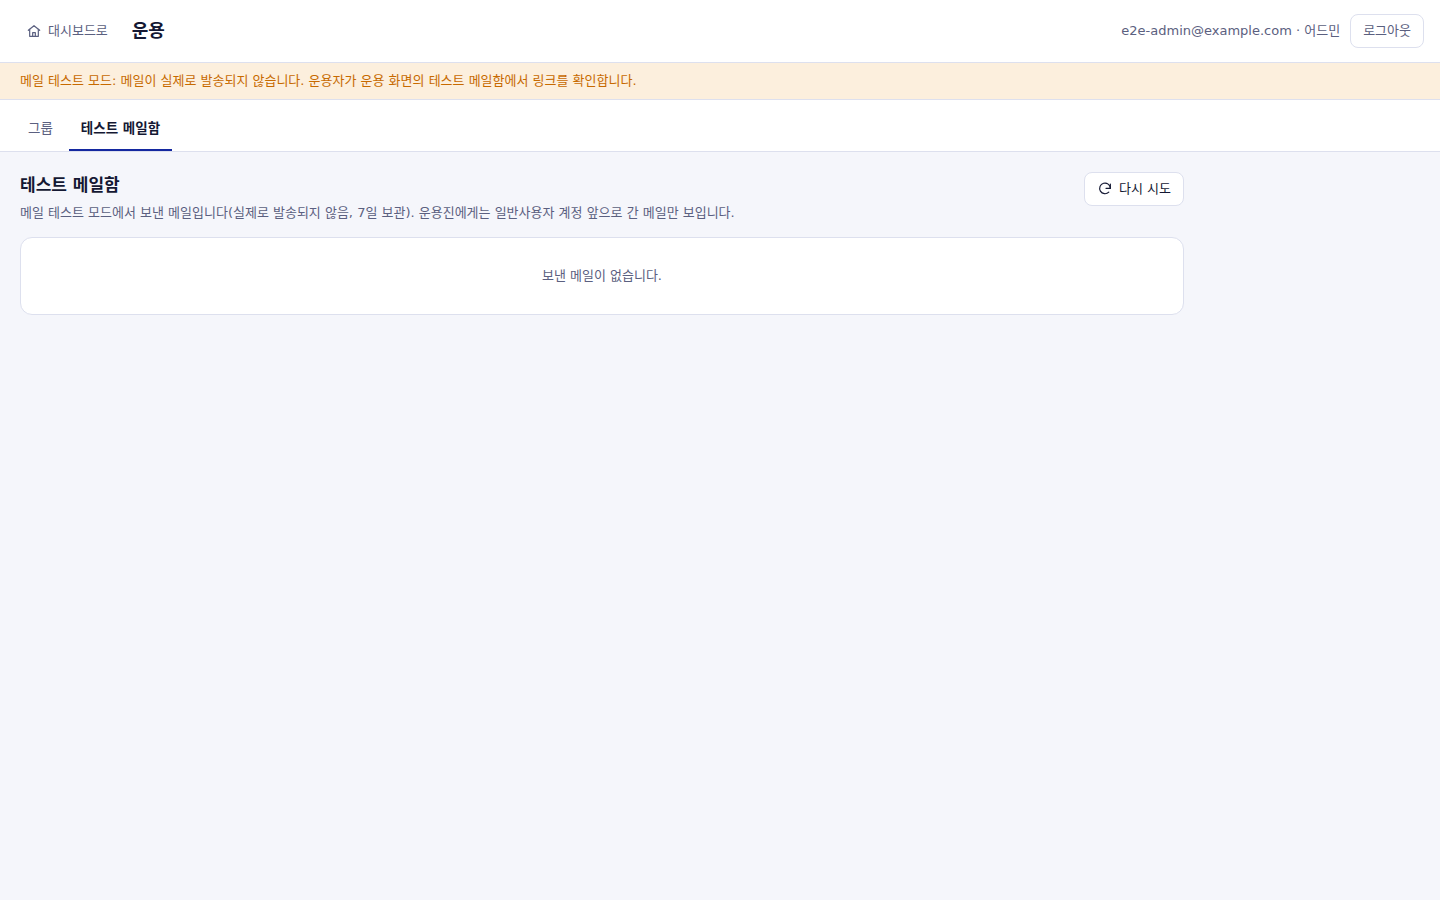 대시보드로
운용
e2e-admin@example.com · 어드민
로그아웃
메일 테스트 모드: 메일이 실제로 발송되지 않습니다. 운용자가 운용 화면의 테스트 메일함에서 링크를 확인합니다.
그룹
테스트 메일함
테스트 메일함
다시 시도
메일 테스트 모드에서 보낸 메일입니다(실제로 발송되지 않음, 7일 보관). 운용진에게는 일반사용자 계정 앞으로 간 메일만 보입니다.
보낸 메일이 없습니다.